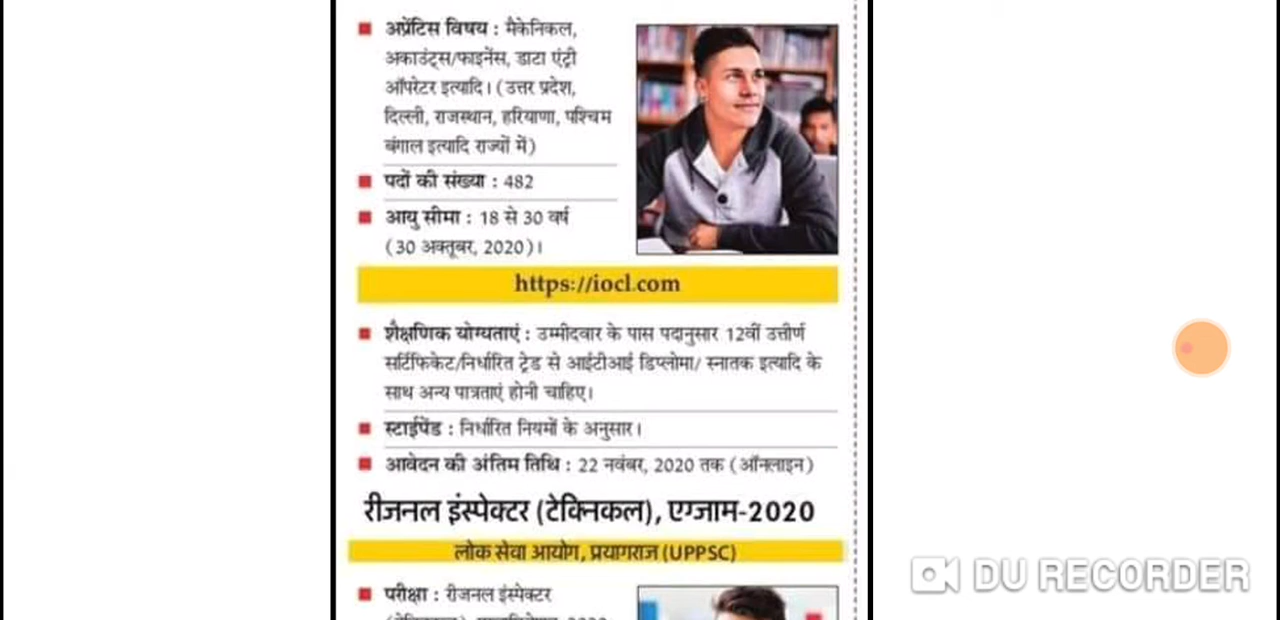 अप्रेंटिस विषय : मैकेनिकल,
अकाउंट्स/फाइनेंस, डाटा एंट्री
ऑपरेटर इत्यादि। (उत्तर प्रदेश,
दिल्ली, राजस्थान, हरियाणा, पश्चिम
बंगाल इत्यादि राज्यों में)
पदों की संख्या : 482
आयु सीमा : 18 से 30 वर्ष
(30 अक्तूबर, 2020)।
https://iocl.com
शैक्षणिक योग्यताएं : उम्मीदवार के पास पदानुसार 12वीं उत्तीर्ण
सर्टिफिकेट/निर्धारित ट्रेड से आईटीआई डिप्लोमा/ स्नातक इत्यादि के
साथ अन्य पात्रताएं होनी चाहिए।
स्टाईपेंड : निर्धारित नियमों के अनुसार।
आवेदन की अंतिम तिथि : 22 नवंबर, 2020 तक (ऑनलाइन)
रीजनल इंस्पेक्टर (टेक्निकल), एग्जाम-2020
लोक सेवा आयोग, प्रयागराज (UPPSC)
परीक्षा : रीजनल इंस्पेक्टर
DU RECORDER